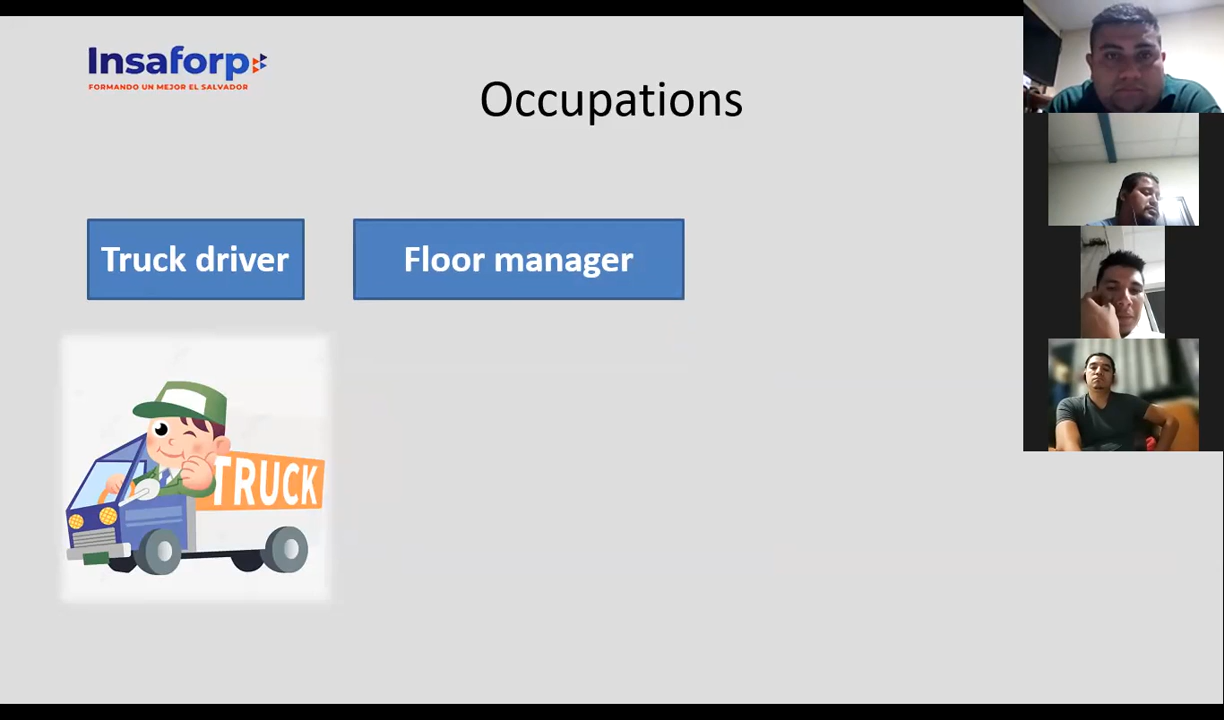 Insaforp
FORMANDO UN MEJOR EL SALVADOR
Occupations
Truck driver
Floor manager
TRUCK